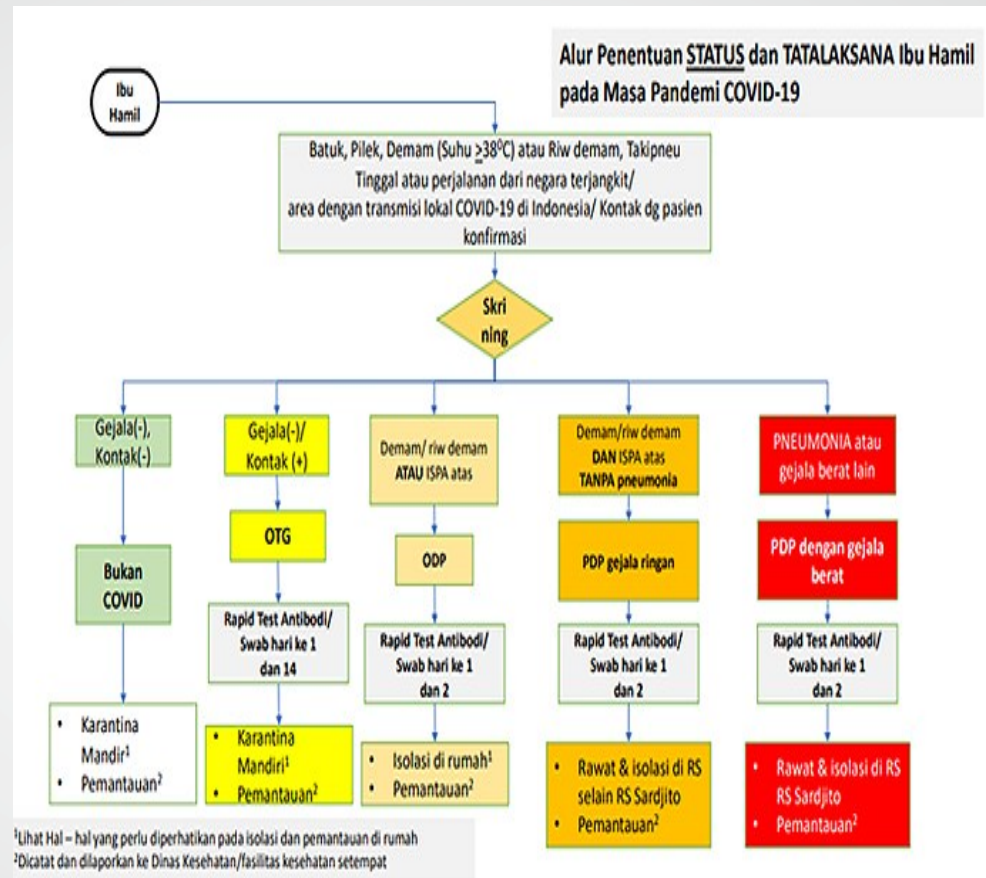 Alur Penentuan STATUS dan TATALAKSANA Ibu Hamil
pada Masa Pandemi COVID-19
Ibu
Hamil
Batuk, Pilek, Demam (Suhu >38⁰C) atau Riw demam, Takipneu
Tinggal atau perjalanan dari negara terjangkit/
area dengan transmisi lokal COVID-19 di Indonesia/ Kontak dg pasien
konfirmasi
Skri
ning
Gejala(-),
Kontak(-)
Bukan
COVID
• Karantina
Mandir¹
• Pemantauan²
Gejala(-)/
Kontak (+)
OTG
Rapid Test Antibodi/
Swab hari ke 1
dan 14
• Karantina
Mandiri¹
• Pemantauan²
Demam/ riw demam
ATAU ISPA atas
ODP
Rapid Test Antibodi/
Swab hari ke 1
dan 2
• Isolasi di rumah¹
• Pemantauan²
Demam/riw demam
DAN ISPA atas
TANPA pneumonia
PDP gejala ringan
Rapid Test Antibodi/
Swab hari ke 1
dan 2
• Rawat & isolasi di RS
selain RS Sardjito
• Pemantauan²
PNEUMONIA atau
gejala berat lain
PDP dengan gejala
berat
Rapid Test Antibodi/
Swab hari ke 1
dan 2
• Rawat & isolasi di RS
RS Sardjito
• Pemantauan²
¹Lihat Hal – hal yang perlu diperhatikan pada isolasi dan pemantauan di rumah
²Dicatat dan dilaporkan ke Dinas Kesehatan/fasilitas kesehatan setempat